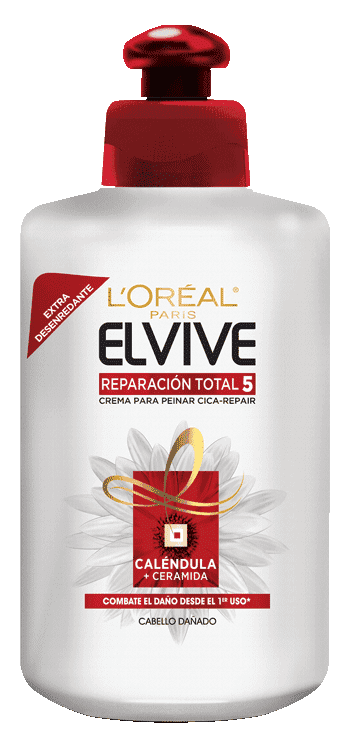 EXTRA
DESENREDANTE
L'ORÉAL®
PARIS
ELVIVE
REPARACIÓN TOTAL 5
CREMA PARA PEINAR CICA-REPAIR
CALÉNDULA
+ CERAMIDA
COMBATE EL DAÑO DESDE EL 1ER USO*
CABELLO DAÑADO